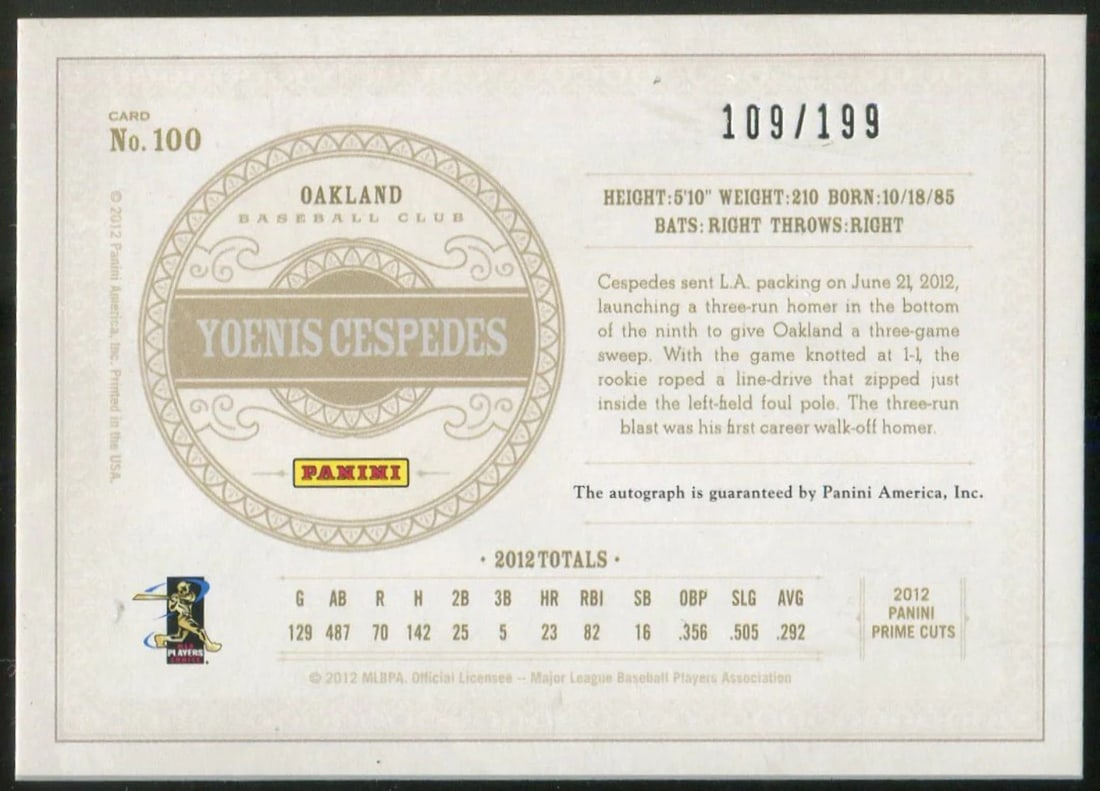 CARD
No. 100
109/199
© 2012 Panini America, Inc. Printed in the USA.
OAKLAND
BASEBALL CLUB
YOENIS CESPEDES
PANINI
HEIGHT:5'10" WEIGHT:210 BORN:10/18/85
BATS: RIGHT THROWS:RIGHT
Cespedes sent L.A. packing on June 21, 2012,
launching a three-run homer in the bottom
of the ninth to give Oakland a three-game
sweep. With the game knotted at 1-1, the
rookie roped a line-drive that zipped just
inside the left-field foul pole. The three-run
blast was his first career walk-off homer.
The autograph is guaranteed by Panini America, Inc.
· 2012 TOTALS ·
G AB R H 2B 3B HR RBI SB OBP SLG AVG
129 487 70 142 25 5 23 82 16 .356 .505 .292
2012
PANINI
PRIME CUTS
MLB
PLAYERS
CHOICE
© 2012 MLBPA. Official Licensee -- Major League Baseball Players Association